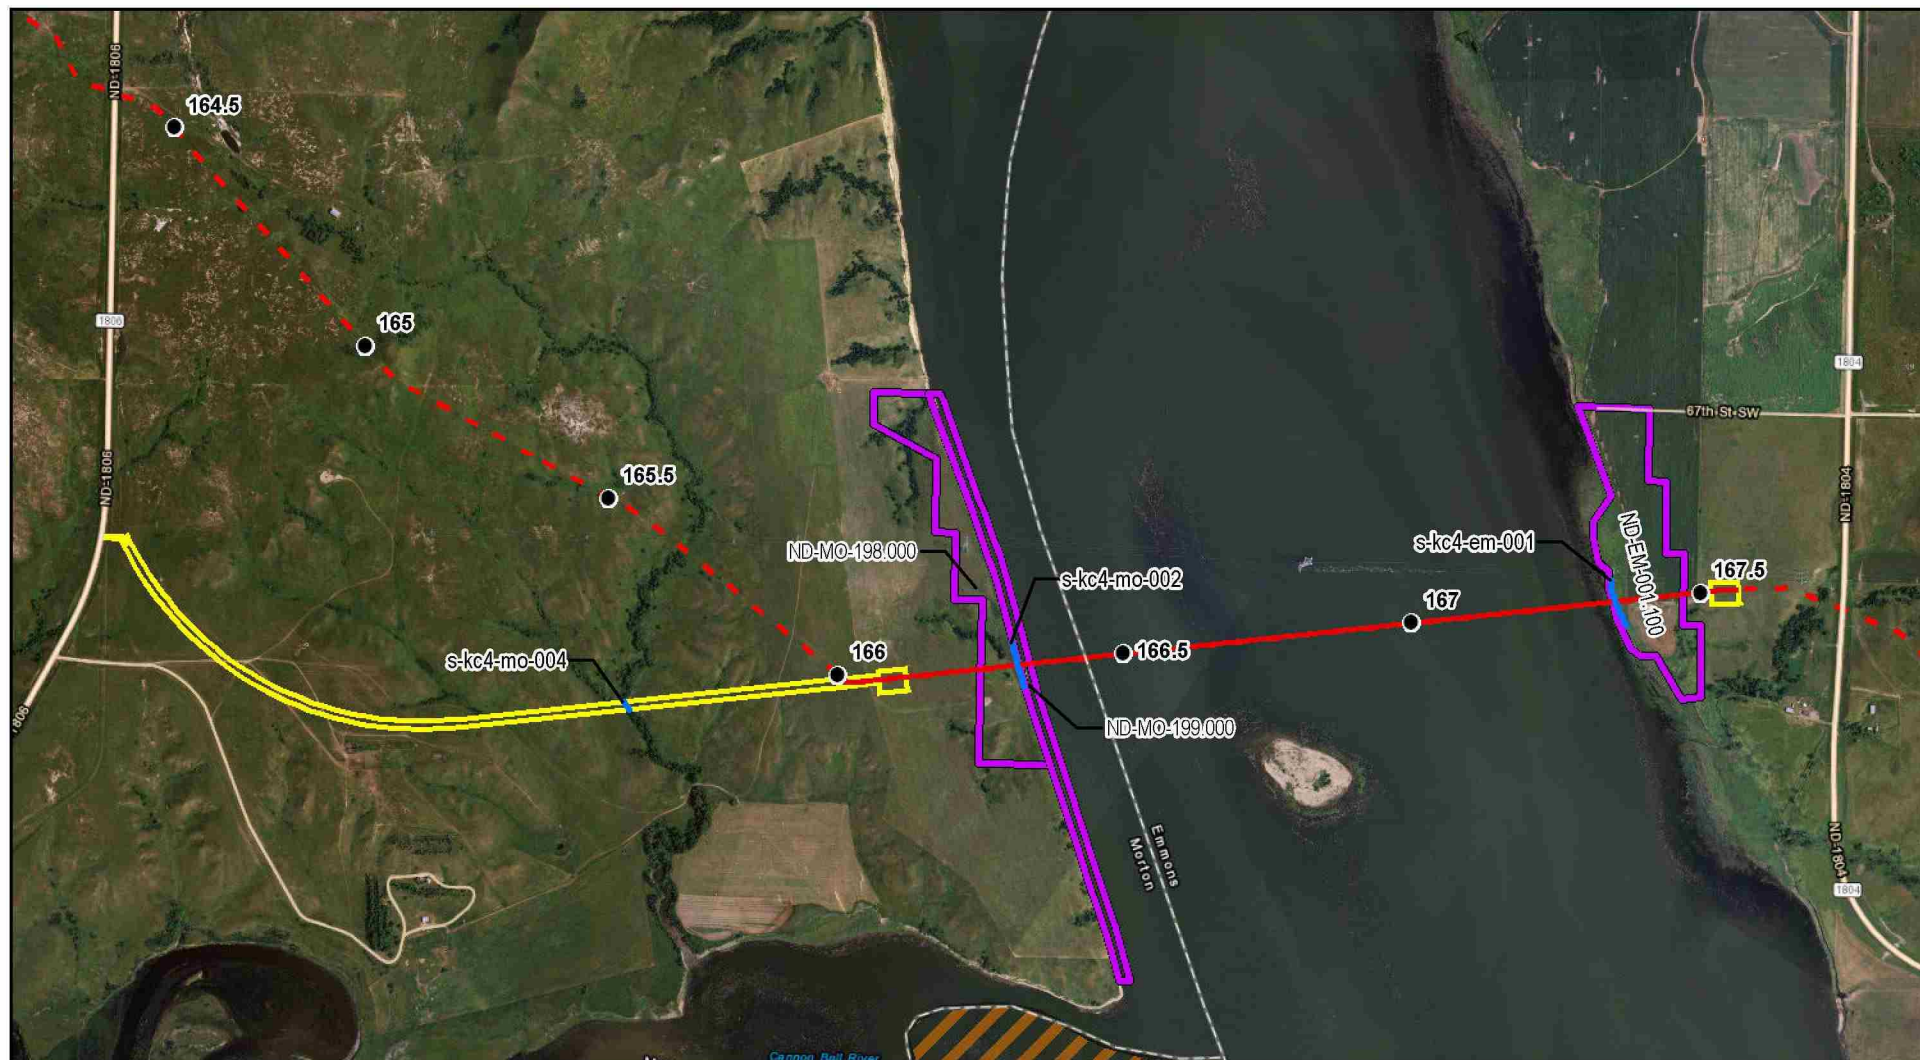 ND-1806
164.5
1806
165
1804
67th St SW
ND-1806
165.5
ND-1804
ND-MO-198.000
s-kc4-em-001
ND-EM-001.100
s-kc4-mo-002
167.5
167
s-kc4-mo-004
166
166.5
1806
ND-MO-199.000
Emmons
Morton
ND-1804
1804
Cannon Ball River